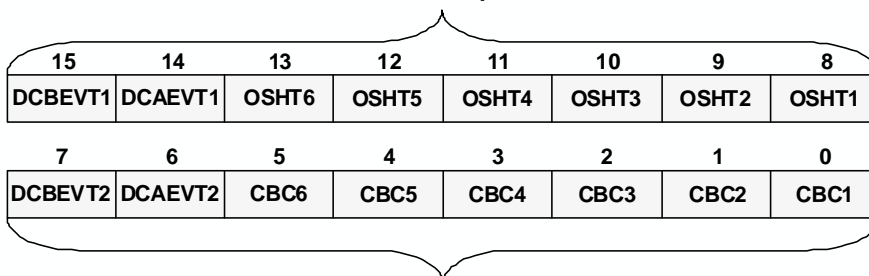 15 14 13 12 11 10 9 8
DCBEVT1 DCAEVT1 OSHT6 OSHT5 OSHT4 OSHT3 OSHT2 OSHT1
7 6 5 4 3 2 1 0
DCBEVT2 DCAEVT2 CBC6 CBC5 CBC4 CBC3 CBC2 CBC1